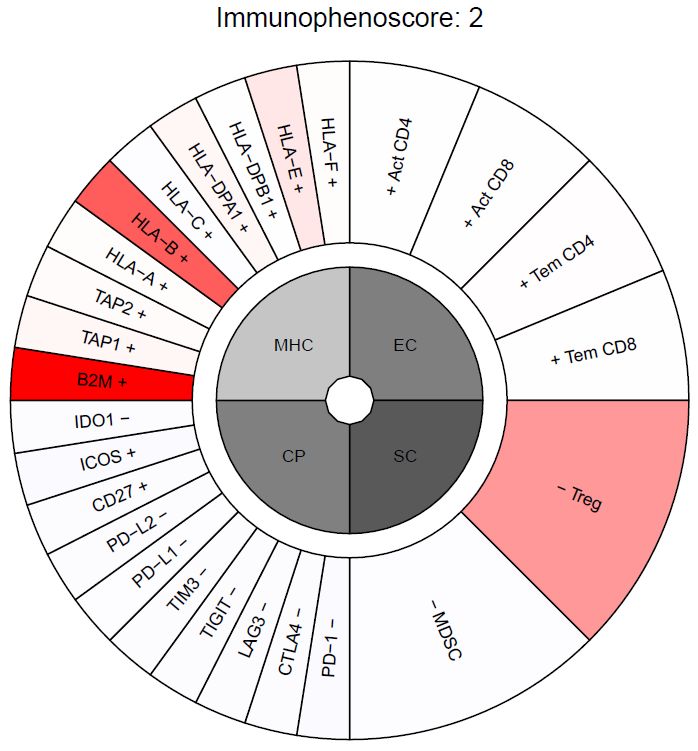 Immunophenoscore: 2
+ Act CD4
+ Act CD8
+ Tem CD4
+ Tem CD8
− Treg
− MDSC
PD−1 −
CTLA4 −
LAG3 −
TIGIT −
TIM3 −
PD−L1 −
PD−L2 −
CD27 +
ICOS +
IDO1 −
B2M +
TAP1 +
TAP2 +
HLA−A +
HLA−B +
HLA−C +
HLA−DPA1 +
HLA−DPB1 +
HLA−E +
HLA−F +
MHC
EC
CP
SC